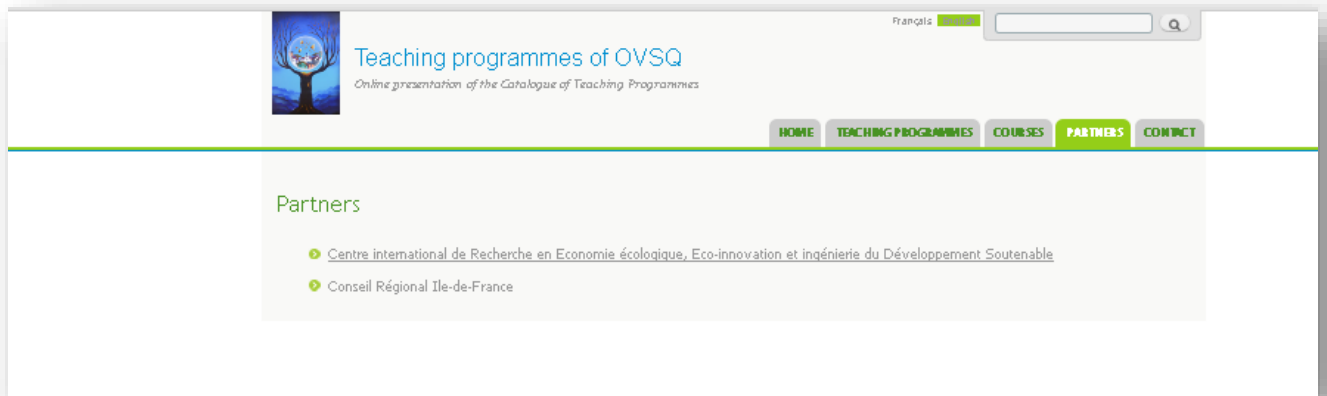 Français English
Teaching programmes of OVSQ
Online presentation of the Catalogue of Teaching Programmes
HOME TEACHING PROGRAMMES COURSES PARTNERS CONTACT
Partners
Centre international de Recherche en Economie écologique, Eco-innovation et ingénierie du Développement Soutenable
Conseil Régional Ile-de-France